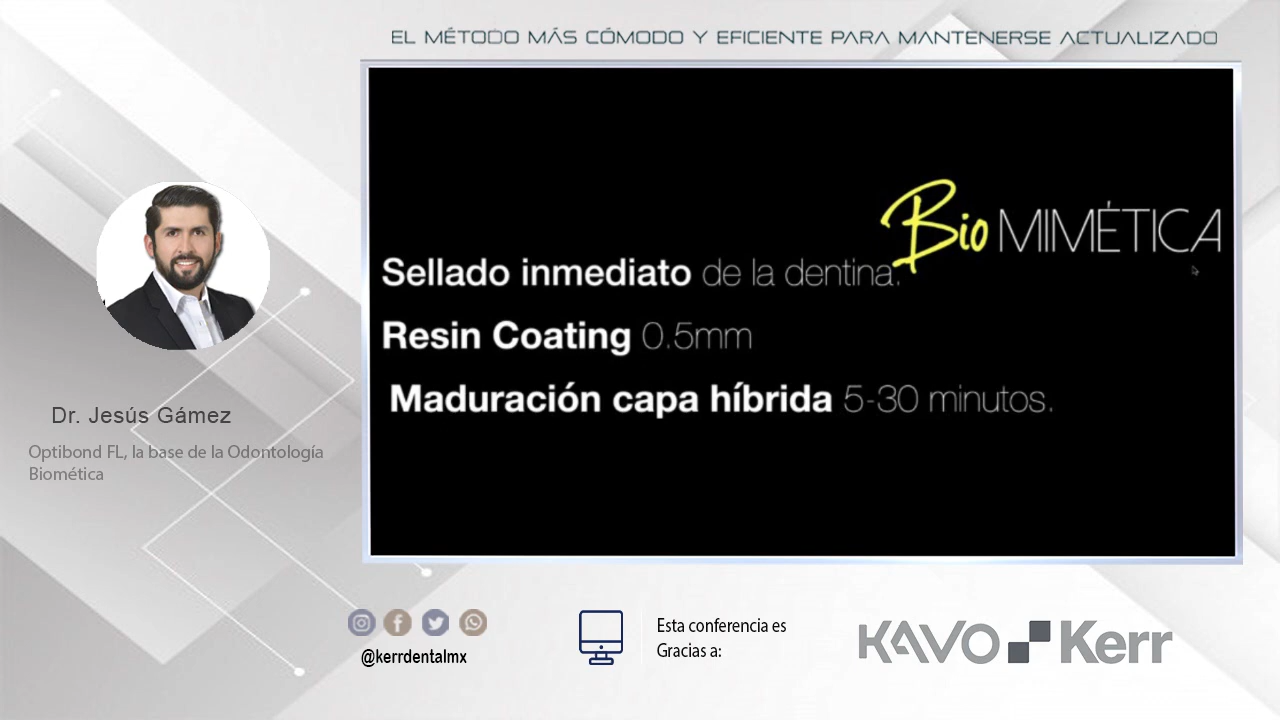 EL MÉTODO MÁS CÓMODO Y EFICIENTE PARA MANTENERSE ACTUALIZADO
BioMIMÉTICA
Sellado inmediato de la dentina.
Resin Coating 0.5mm
Maduración capa híbrida 5-30 minutos.
Dr. Jesús Gámez
Optibond FL, la base de la Odontología
Biomética
@kerrdentalmx
Esta conferencia es
Gracias a:
KAVO Kerr